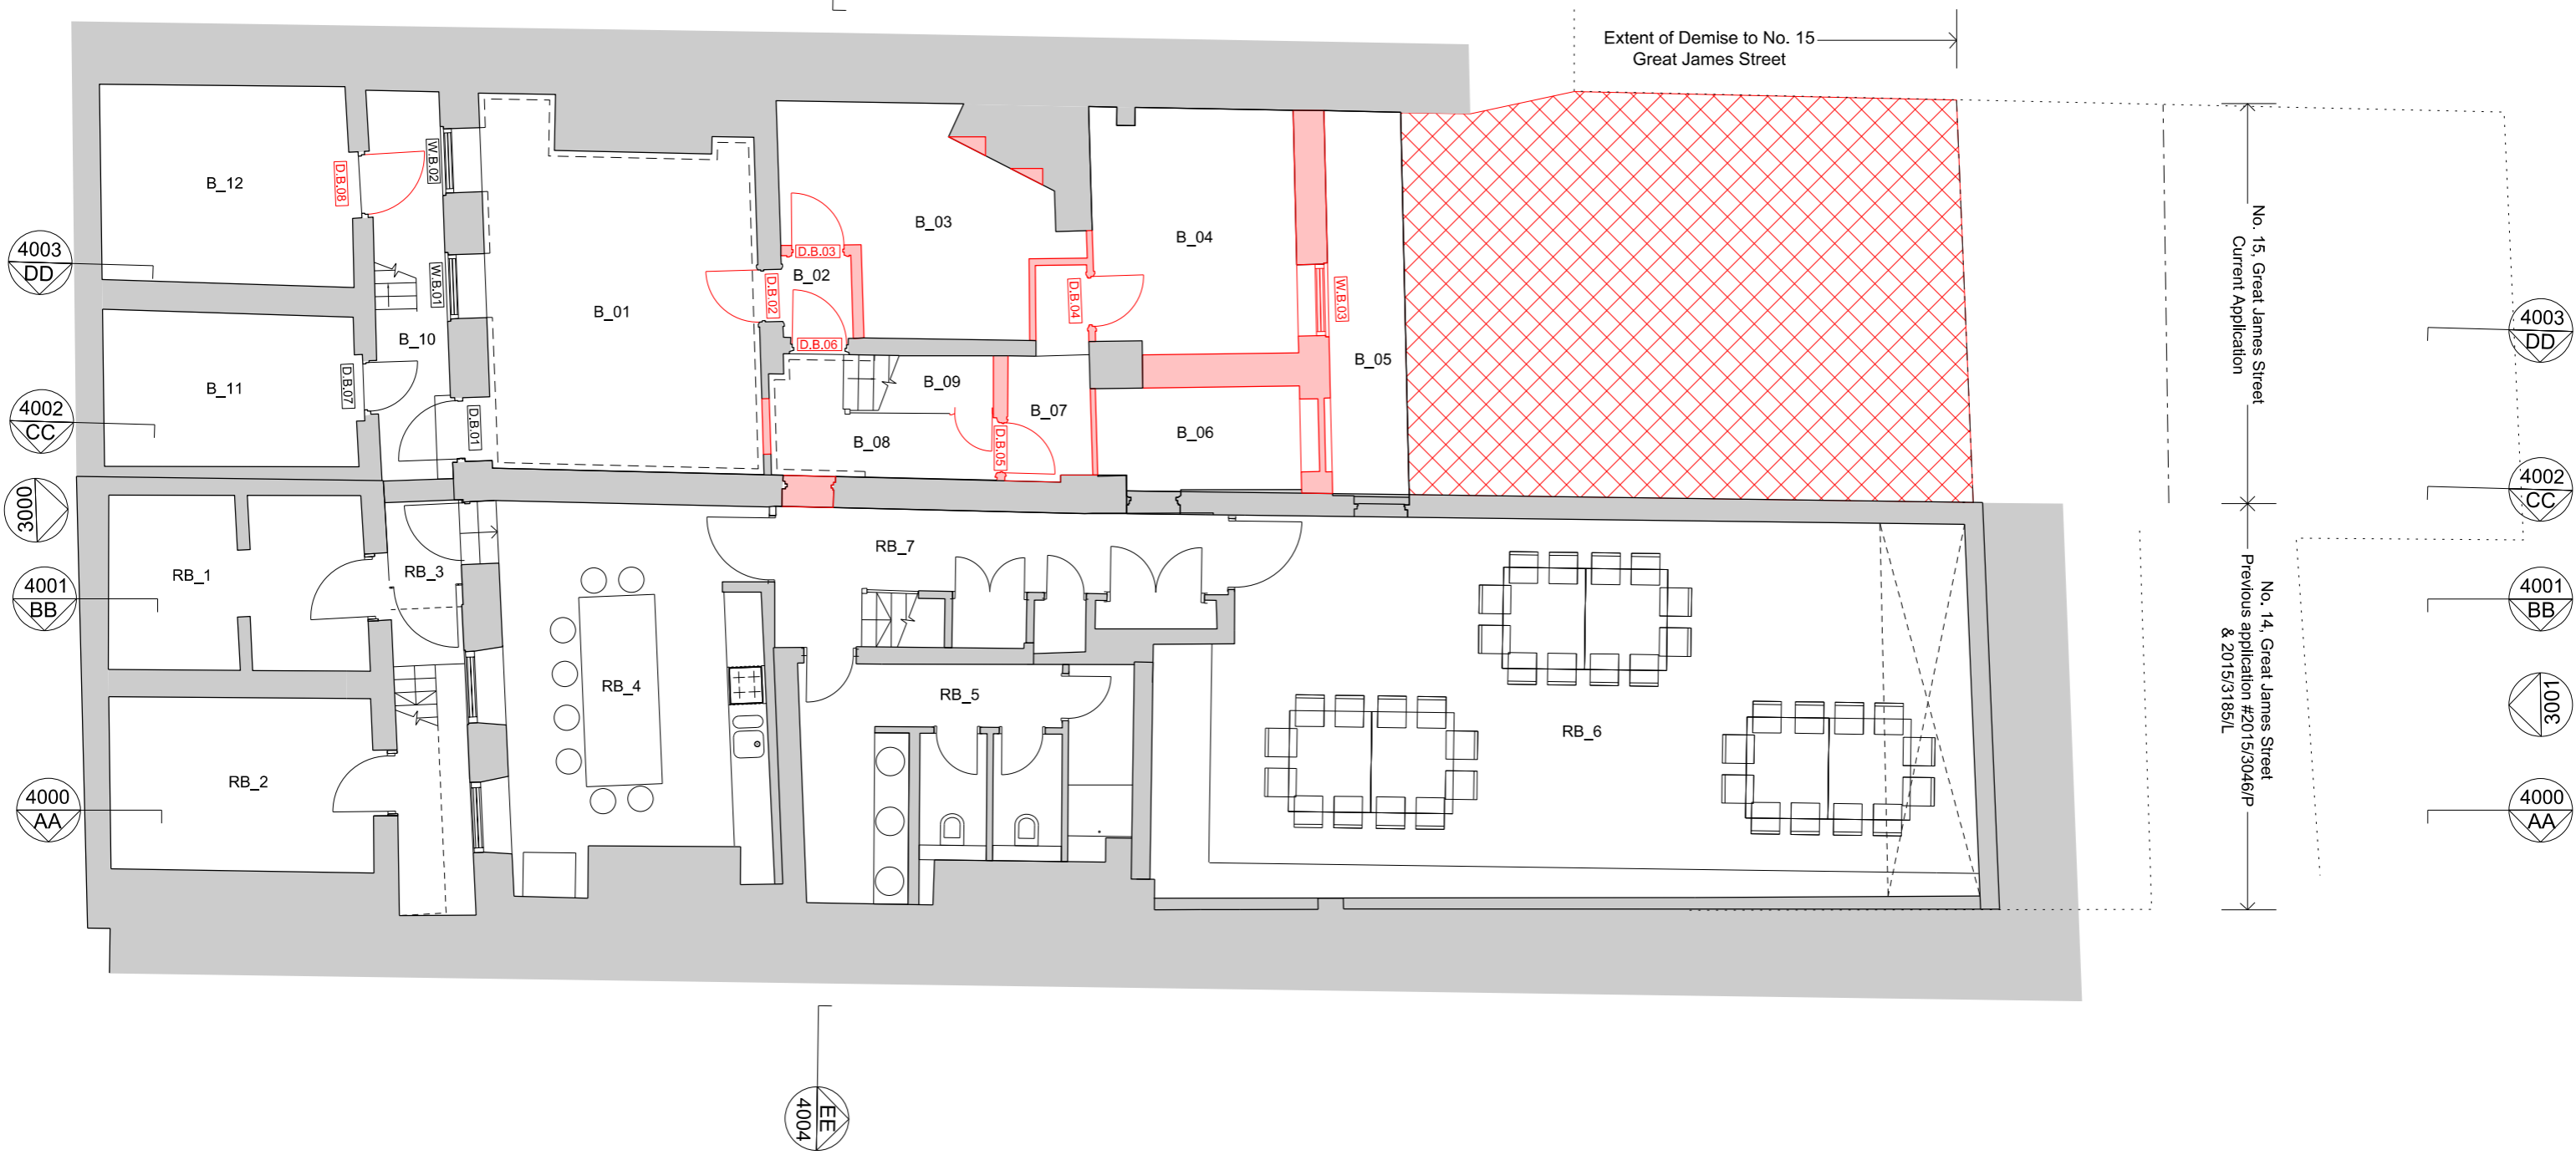 Extent of Demise to No. 15
Great James Street
B_12
D.B.08
W.B.02
B_03
B_04
4003
DD
W.B.01
D.B.03
B_02
D.B.02
D.B.04
W.B.03
B_01
B_10
D.B.06
B_05
B_11
D.B.07
B_09
B_07
4002
CC
D.B.01
B_08
D.B.05
B_06
No. 15, Great James Street
Current Application
4003
DD
4002
CC
3000
RB_7
RB_1
RB_3
4001
BB
RB_4
RB_5
RB_6
RB_2
4000
AA
No. 14, Great James Street
Previous application #2015/3046/P
& 2015/3185/L
4001
BB
3001
4000
AA
EE
4004